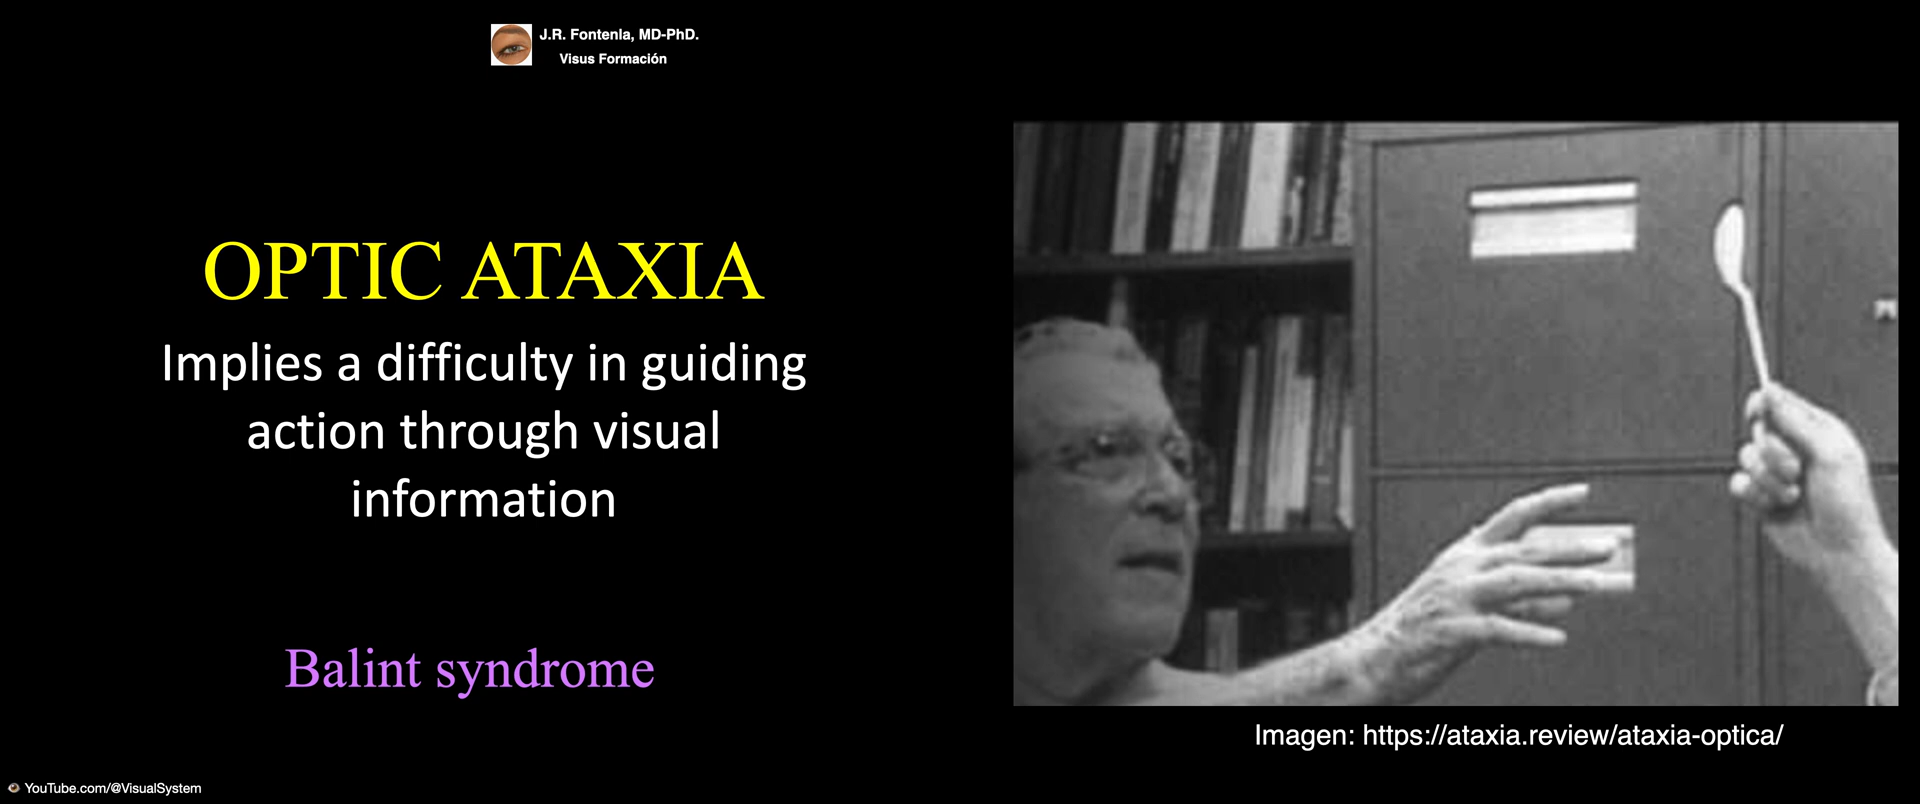 J.R. Fontenla, MD-PhD.
Visus Formación
OPTIC ATAXIA
Implies a difficulty in guiding
action through visual
information
Balint syndrome
Imagen: https://ataxia.review/ataxia-optica/
YouTube.com/@VisualSystem